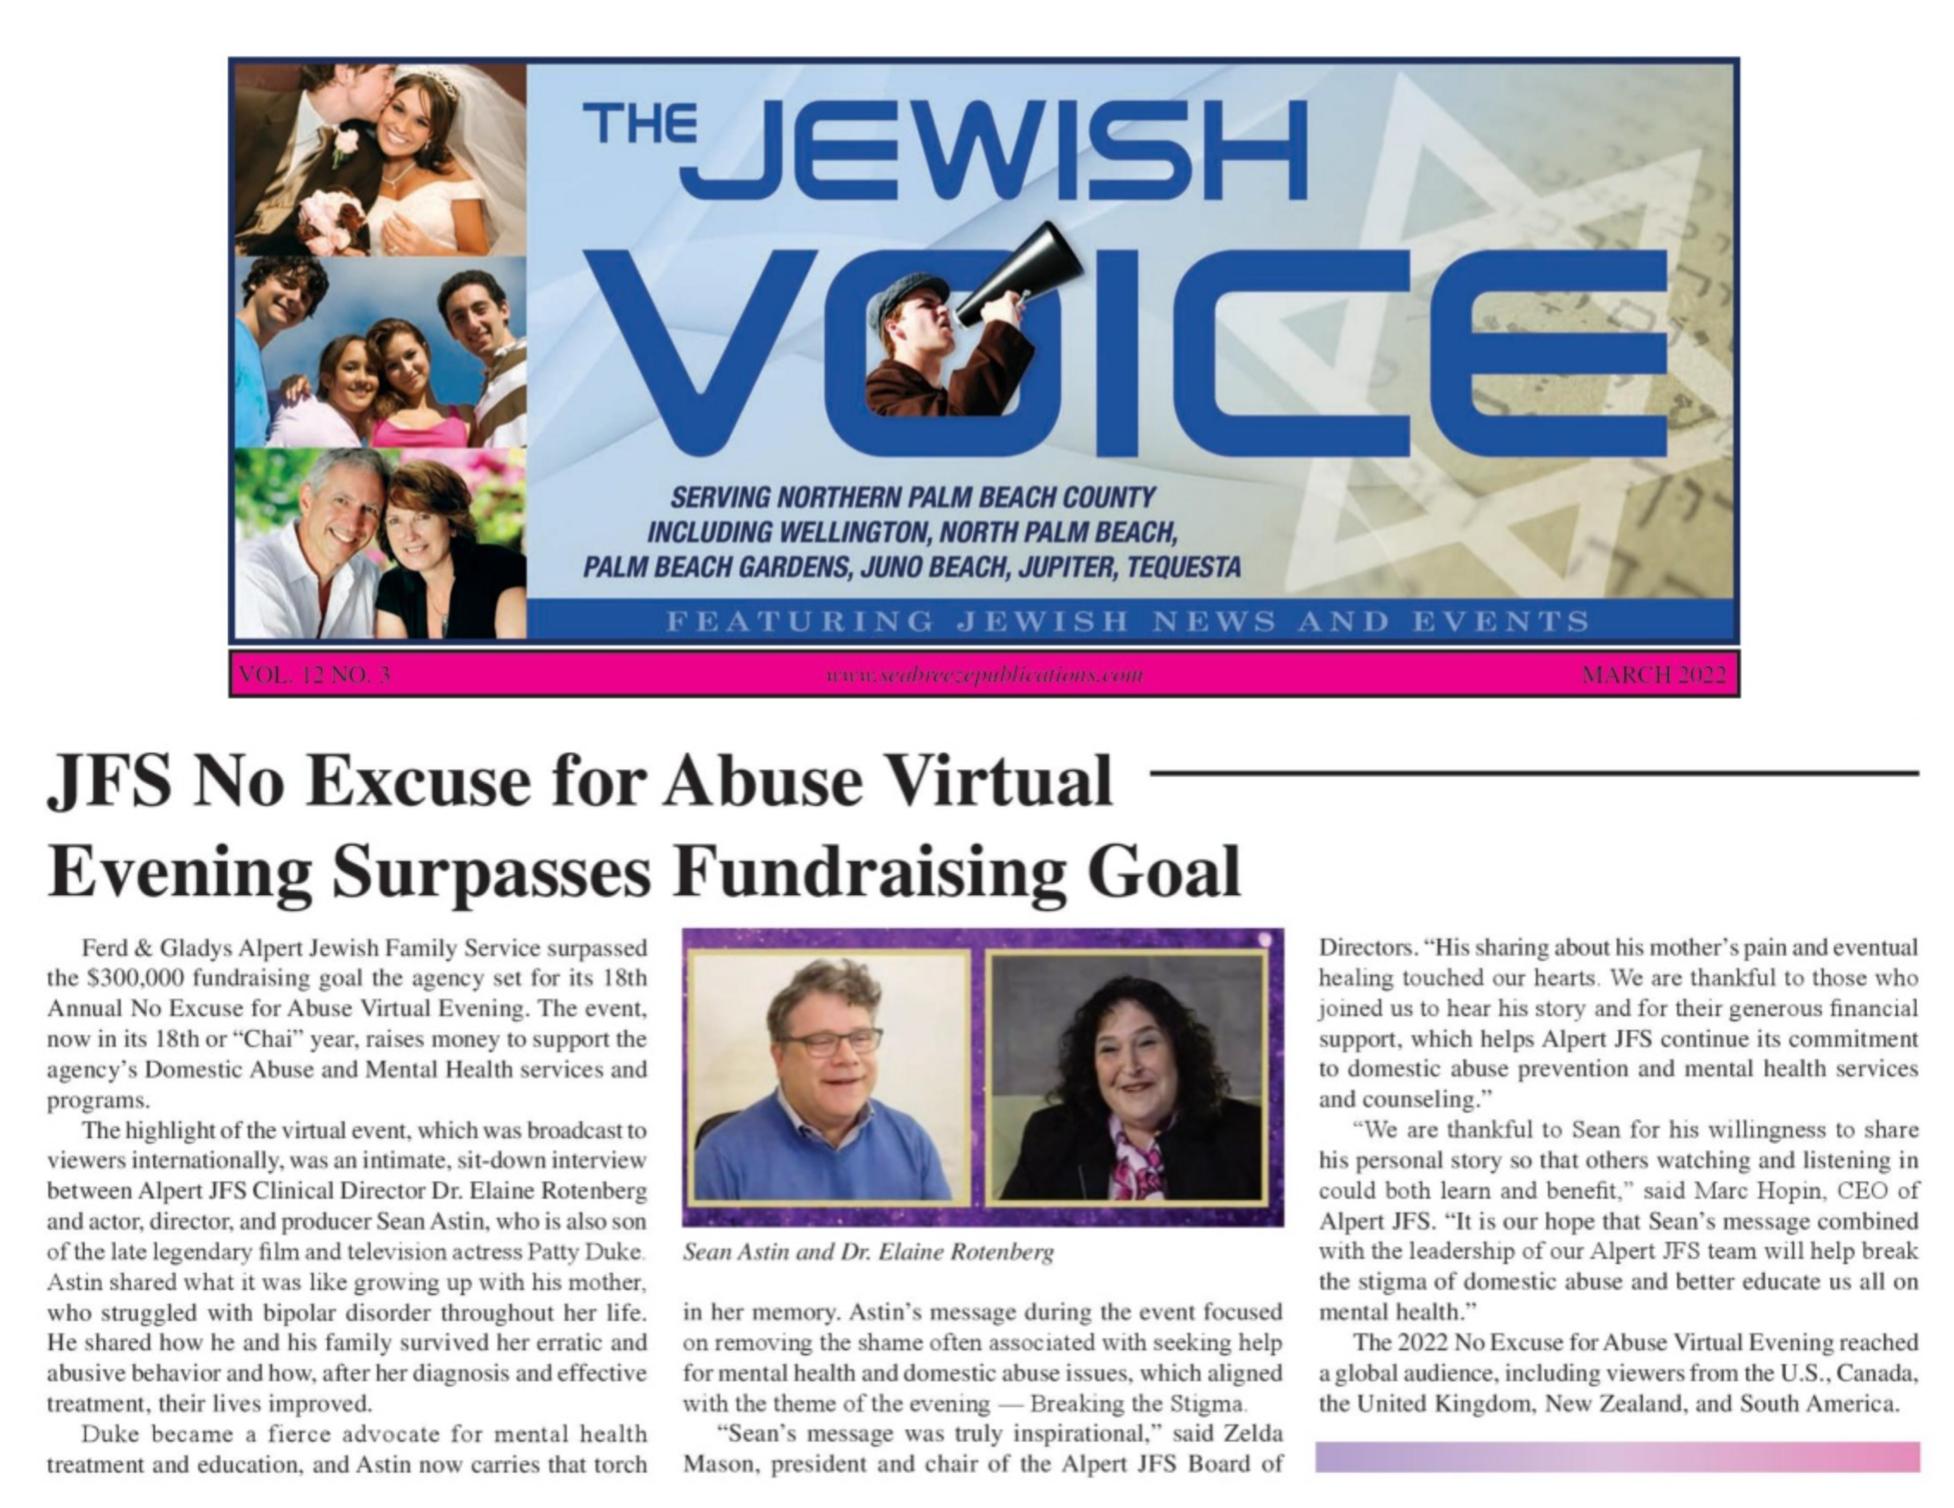 THE JEWISH
VOICE
SERVING NORTHERN PALM BEACH COUNTY
INCLUDING WELLINGTON, NORTH PALM BEACH,
PALM BEACH GARDENS, JUNO BEACH, JUPITER, TEQUESTA
FEATURING JEWISH NEWS AND EVENTS
VOL. 12 NO. 3 www.seabreezepublications.com MARCH 2022
JFS No Excuse for Abuse Virtual
Evening Surpasses Fundraising Goal
Ferd & Gladys Alpert Jewish Family Service surpassed
the $300,000 fundraising goal the agency set for its 18th
Annual No Excuse for Abuse Virtual Evening. The event,
now in its 18th or “Chai” year, raises money to support the
agency’s Domestic Abuse and Mental Health services and
programs.
The highlight of the virtual event, which was broadcast to
viewers internationally, was an intimate, sit-down interview
between Alpert JFS Clinical Director Dr. Elaine Rotenberg
and actor, director, and producer Sean Astin, who is also son
of the late legendary film and television actress Patty Duke.
Astin shared what it was like growing up with his mother,
who struggled with bipolar disorder throughout her life.
He shared how he and his family survived her erratic and
abusive behavior and how, after her diagnosis and effective
treatment, their lives improved.
Duke became a fierce advocate for mental health
treatment and education, and Astin now carries that torch
Sean Astin and Dr. Elaine Rotenberg
in her memory. Astin’s message during the event focused
on removing the shame often associated with seeking help
for mental health and domestic abuse issues, which aligned
with the theme of the evening — Breaking the Stigma.
“Sean’s message was truly inspirational,” said Zelda
Mason, president and chair of the Alpert JFS Board of
Directors. “His sharing about his mother’s pain and eventual
healing touched our hearts. We are thankful to those who
joined us to hear his story and for their generous financial
support, which helps Alpert JFS continue its commitment
to domestic abuse prevention and mental health services
and counseling.”
“We are thankful to Sean for his willingness to share
his personal story so that others watching and listening in
could both learn and benefit,” said Marc Hopin, CEO of
Alpert JFS. “It is our hope that Sean’s message combined
with the leadership of our Alpert JFS team will help break
the stigma of domestic abuse and better educate us all on
mental health.”
The 2022 No Excuse for Abuse Virtual Evening reached
a global audience, including viewers from the U.S., Canada,
the United Kingdom, New Zealand, and South America.